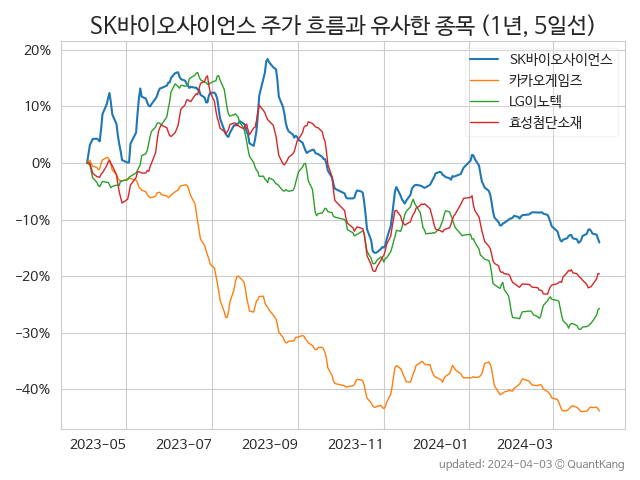 SK바이오사이언스 주가 흐름과 유사한 종목 (1년, 5일선)
SK바이오사이언스
카카오게임즈
LG이노텍
효성첨단소재
20%
10%
0%
−10%
−20%
−30%
−40%
2023-05
2023-07
2023-09
2023-11
2024-01
2024-03
updated: 2024-04-03 © QuantKang